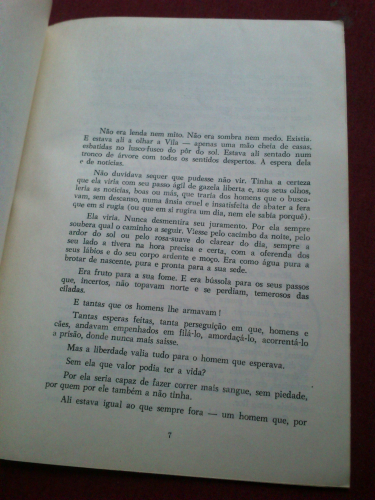 Não era lenda nem mito. Não era sombra nem medo. Existia.
E estava ali a olhar a Vila — apenas uma mão cheia de casas,
esbatidas no lusco-fusco do pôr do sol. Estava ali sentado num
tronco de árvore com todos os sentidos despertos. À espera dela
e de notícias.
Não duvidava sequer que pudesse não vir. Tinha a certeza
que ela viria com seu passo ágil de gazela liberta e, nos seus olhos,
leria as notícias, boas ou más, que traria dos homens que o busca-
vam, sem descanso, numa ânsia cruel e insatisfeita de abater a fera
que em si rugia (ou que em si rugira um dia, nem ele sabia porquê).
Ela viria. Nunca desmentira seu juramento. Por ele sempre
soubera qual o caminho a seguir. Viesse pelo cacimbo da noite, pelo
ardor do sol ou pelo rosa-suave do clarear do dia, sempre a
seu lado a tivera na hora precisa e certa, com a oferenda dos
seus lábios e do seu corpo ardente e moço. Era como água pura a
brotar de nascente, pura e pronta para a sua sede.
Era fruto para a sua fome. E era bússola para os seus passos
que, incertos, não topavam norte e se perdiam, temerosos das
ciladas.
E tantas que os homens lhe armavam!
Tantas esperas feitas, tanta perseguição em que, homens e
cães, andavam empenhados em filá-lo, amordaçá-lo, acorrentá-lo
a prisão, donde nunca mais saísse.
Mas a liberdade valia tudo para o homem que esperava.
Sem ela que valor podia ter a vida?
Por ela seria capaz de fazer correr mais sangue, sem piedade,
por quem por ele também a não tinha.
Ali estava igual ao que sempre fora — um homem que, por
7